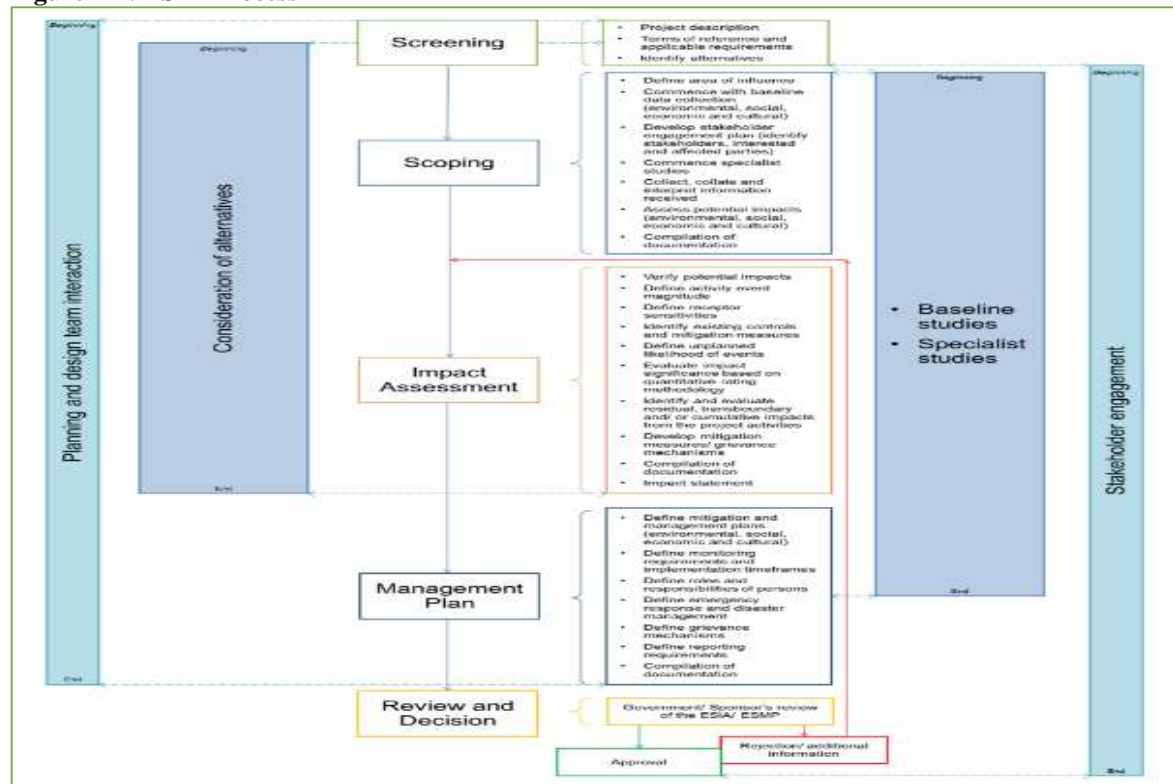 Beginning
Planning and design team interaction
End
Beginning
Consideration of alternatives
End
Screening
• Project description
• Terms of reference and
applicable requirements
• Identify alternatives
Scoping
• Define area of influence
• Commence with baseline
data collection
(environmental, social,
economic and cultural)
• Develop stakeholder
engagement plan (identify
stakeholders, interested
and affected parties)
• Commence specialist
studies
• Collect, collate and
interpret information
received
• Assess potential impacts
(environmental, social,
economic and cultural)
• Compilation of
documentation
Impact
Assessment
• Verify potential impacts
• Define activity event
magnitude
• Define receptor
sensitivities
• Identify existing controls
and mitigation measures
• Define unplanned
likelihood of events
• Evaluate impact
significance based on
quantitative rating
methodology
• Identify and evaluate
residual, transboundary
and/ or cumulative impacts
from the project activities
• Develop mitigation
measures/ grievance
mechanisms
• Compilation of
documentation
• Impact statement
Management
Plan
• Define mitigation and
management plans
(environmental, social,
economic and cultural)
• Define monitoring
requirements and
implementation timeframes
• Define roles and
responsibilities of persons
• Define emergency
response and disaster
management
• Define grievance
mechanisms
• Define reporting
requirements
• Compilation of
documentation
Review and
Decision
Government/ Sponsor's review
of the ESIA/ ESMP
Approval
Rejection/ additional
information
Beginning
• Baseline
studies
• Specialist
studies
End
Beginning
Stakeholder engagement
End